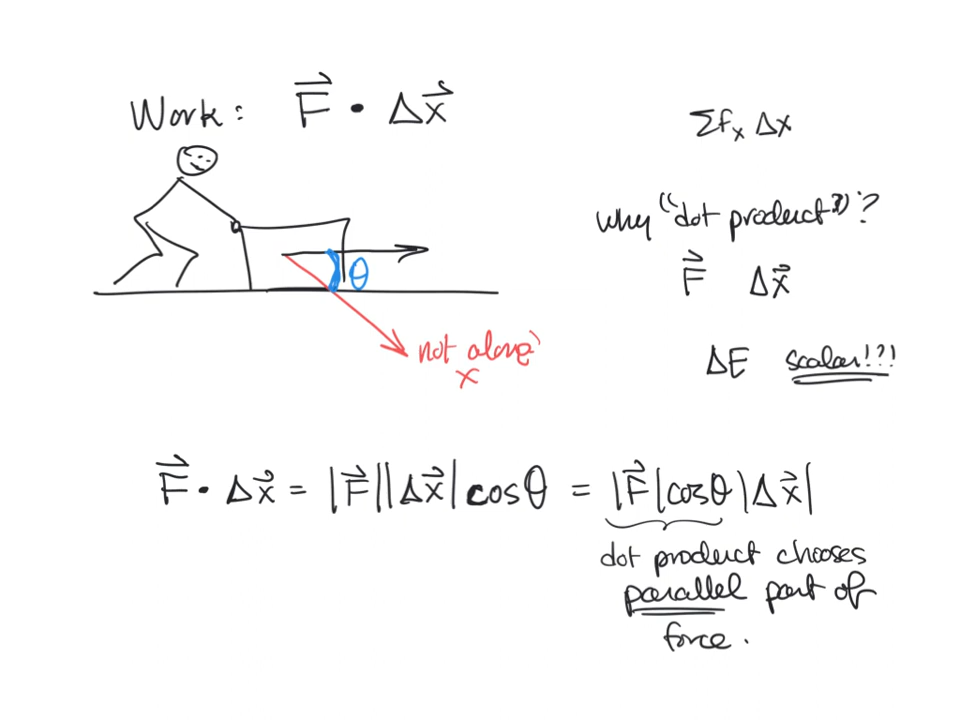 Work: F⃗ • Δx⃗
Σfₓ Δx
why "dot product"?
F⃗ Δx⃗
θ
not along
x
ΔE scalar!?!
F⃗ • Δx⃗ = |F⃗||Δx⃗| cosθ = |F⃗|cosθ|Δx⃗|
dot product chooses
parallel part of
force.